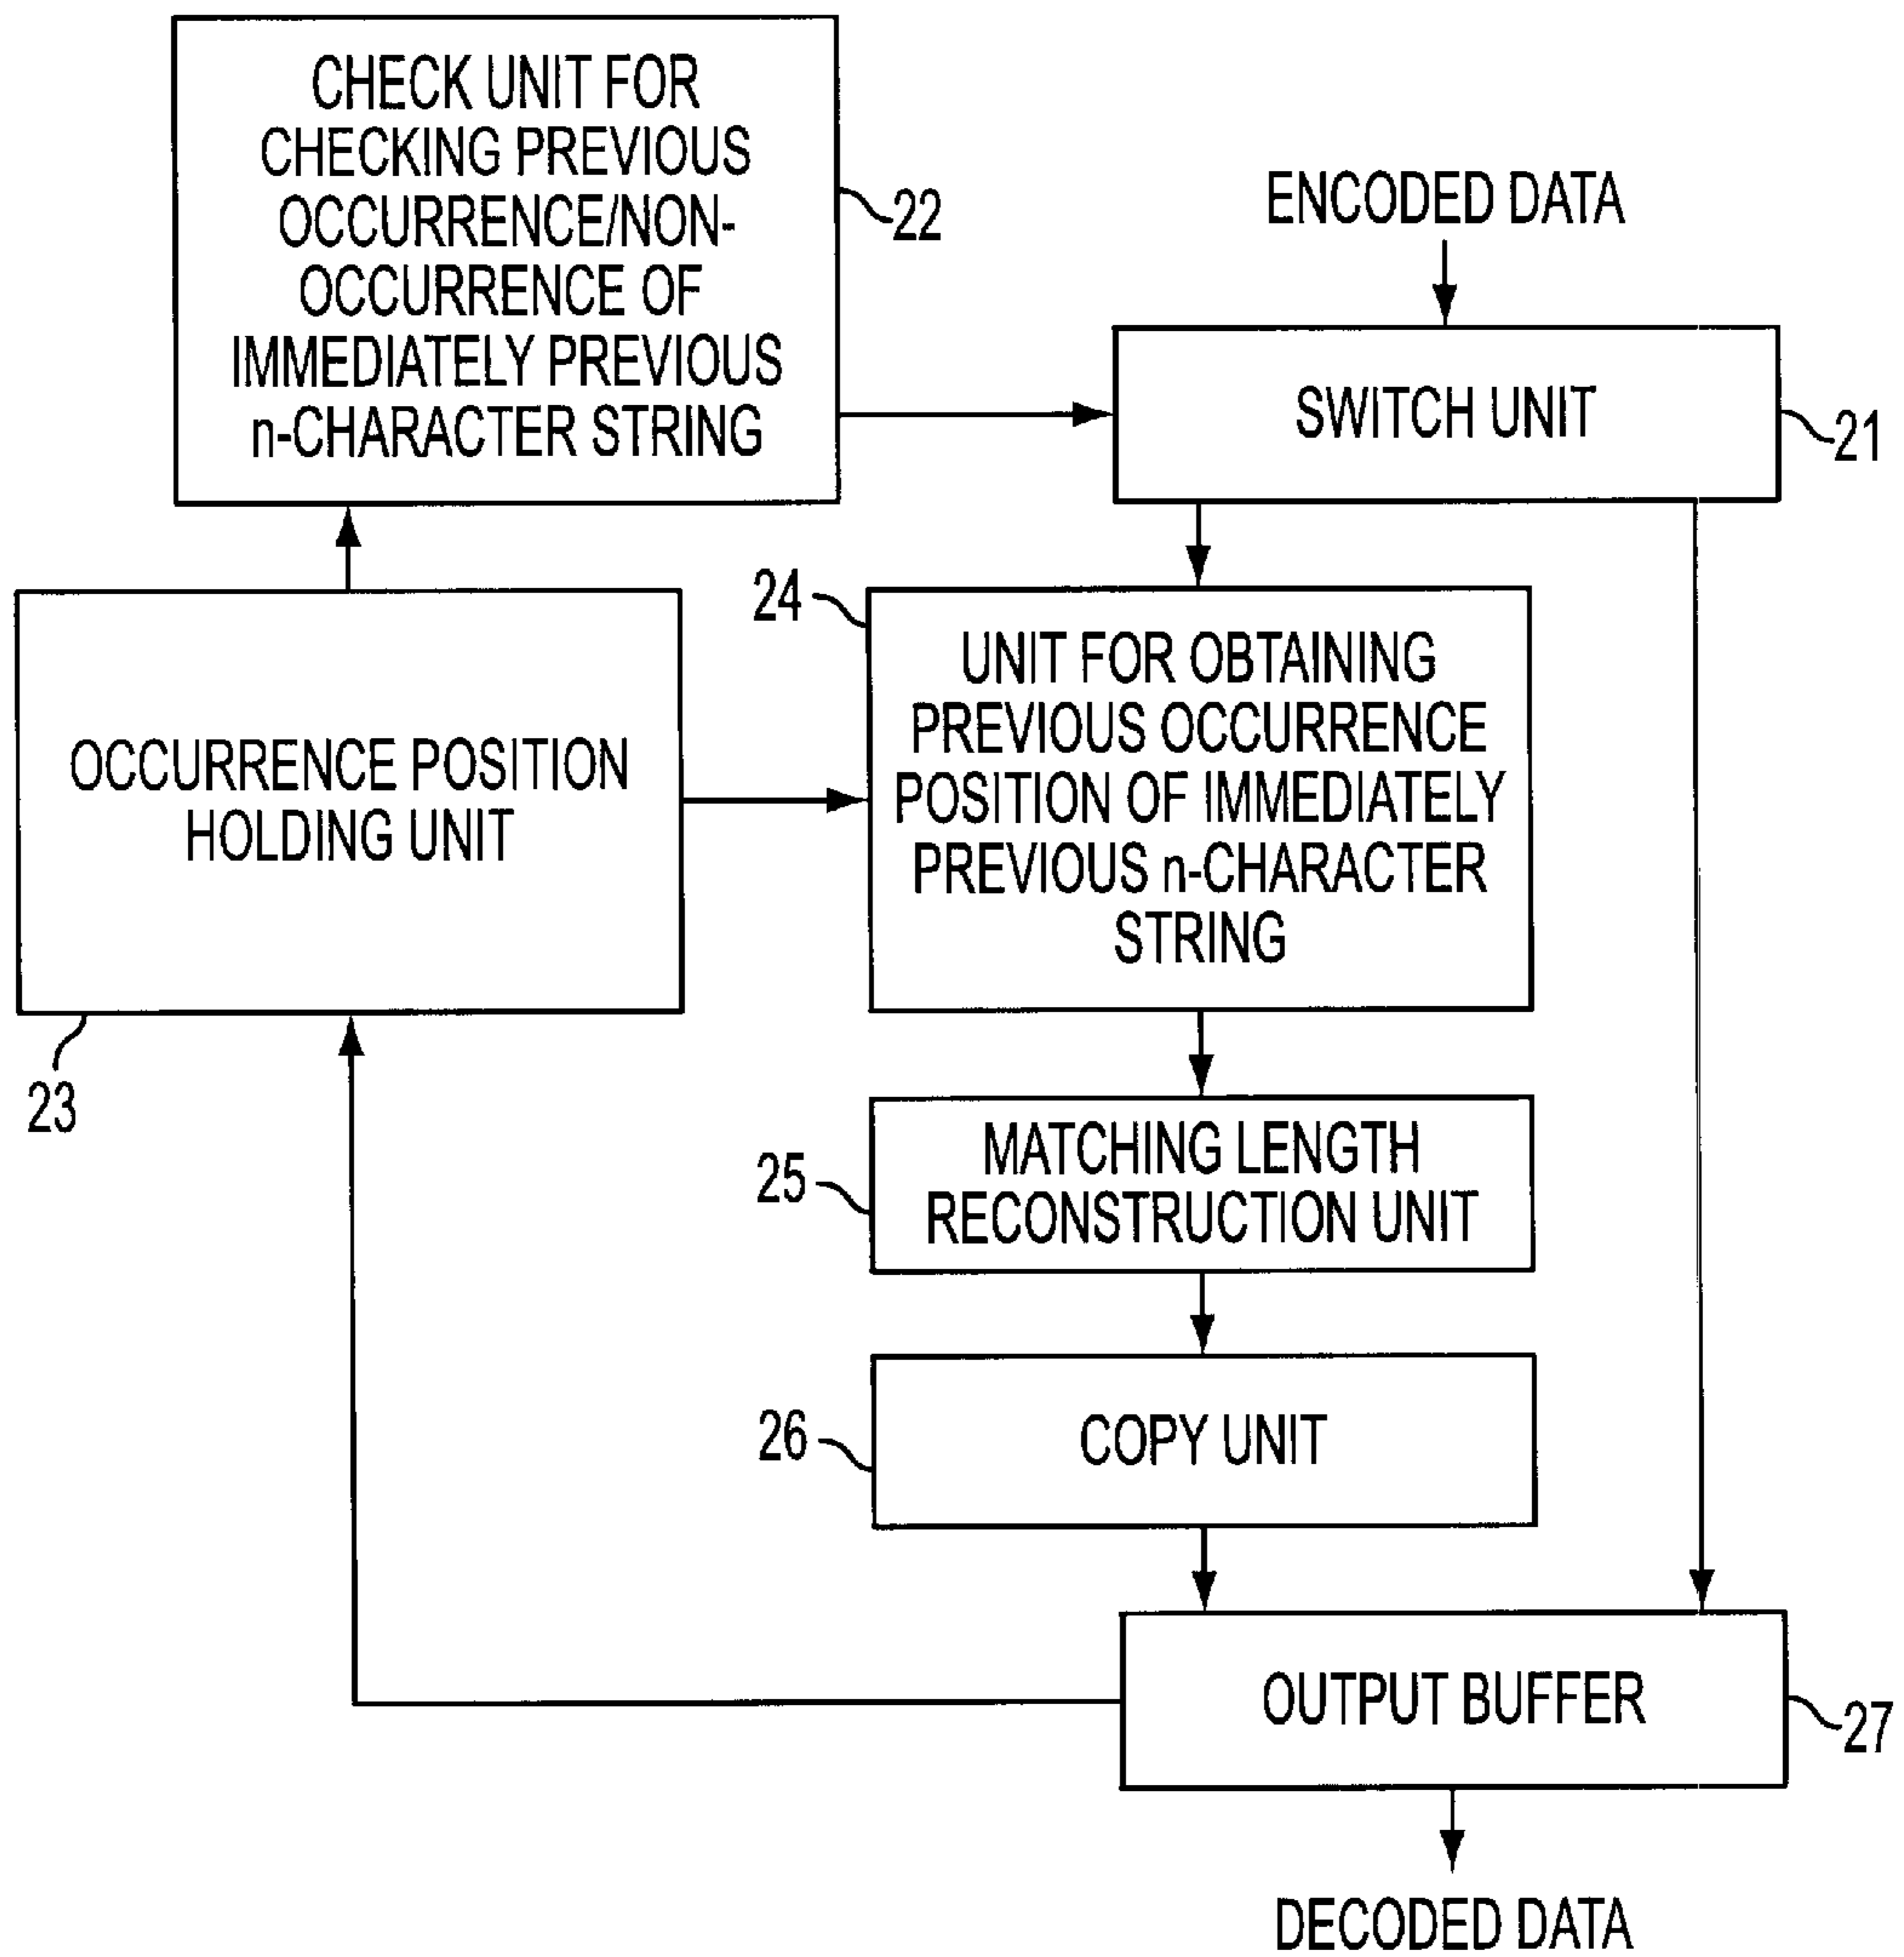 CHECK UNIT FOR
CHECKING PREVIOUS
OCCURRENCE/NON-
OCCURRENCE OF
IMMEDIATELY PREVIOUS
n-CHARACTER STRING
22
ENCODED DATA
SWITCH UNIT
21
OCCURRENCE POSITION
HOLDING UNIT
23
24
UNIT FOR OBTAINING
PREVIOUS OCCURRENCE
POSITION OF IMMEDIATELY
PREVIOUS n-CHARACTER
STRING
25
MATCHING LENGTH
RECONSTRUCTION UNIT
26
COPY UNIT
OUTPUT BUFFER
27
DECODED DATA